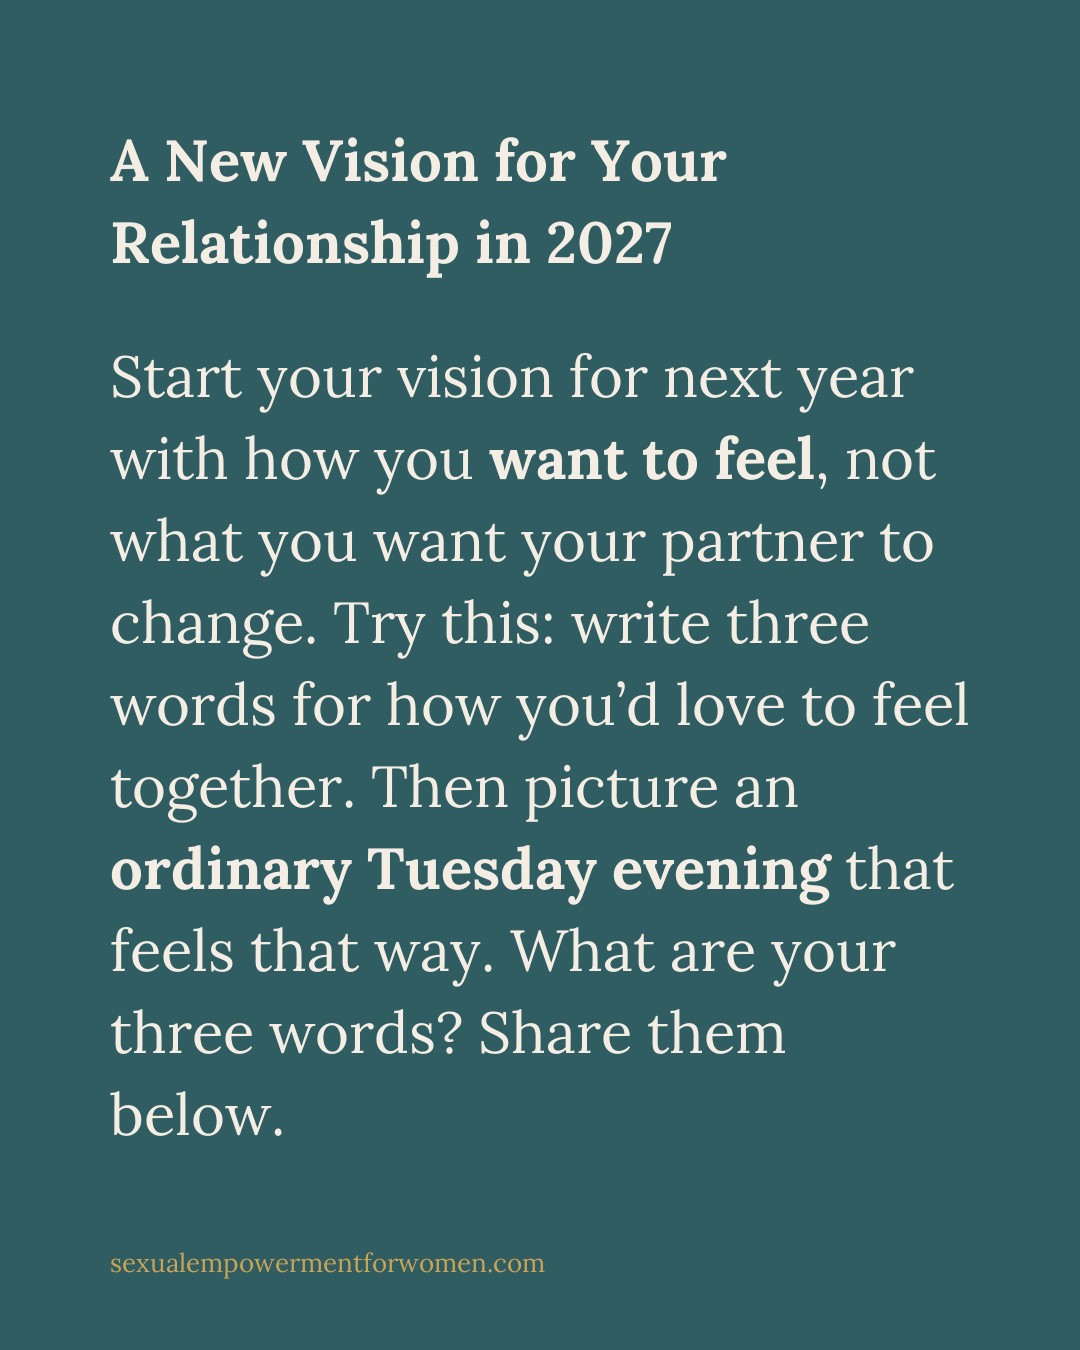 A New Vision for Your
Relationship in 2027
Start your vision for next year
with how you want to feel, not
what you want your partner to
change. Try this: write three
words for how you’d love to feel
together. Then picture an
ordinary Tuesday evening that
feels that way. What are your
three words? Share them
below.
sexualempowermentforwomen.com